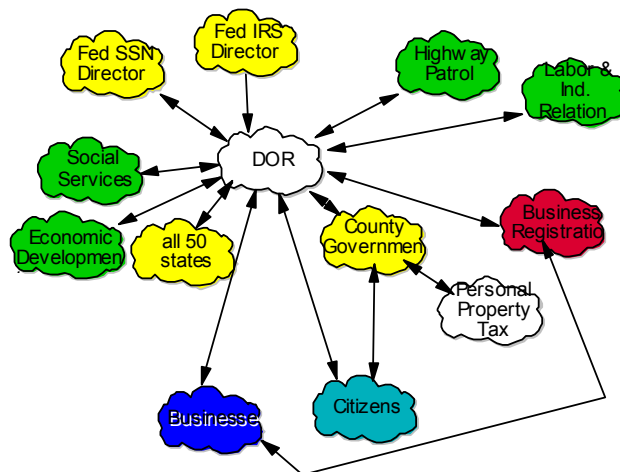 Fed SSN
Director
Fed IRS
Director
Highway
Patrol
Labor &
Ind.
Relation
DOR
Social
Services
Economic
Developmen
all 50
states
County
Governmen
Business
Registratio
Personal
Property
Tax
Businesse
Citizens